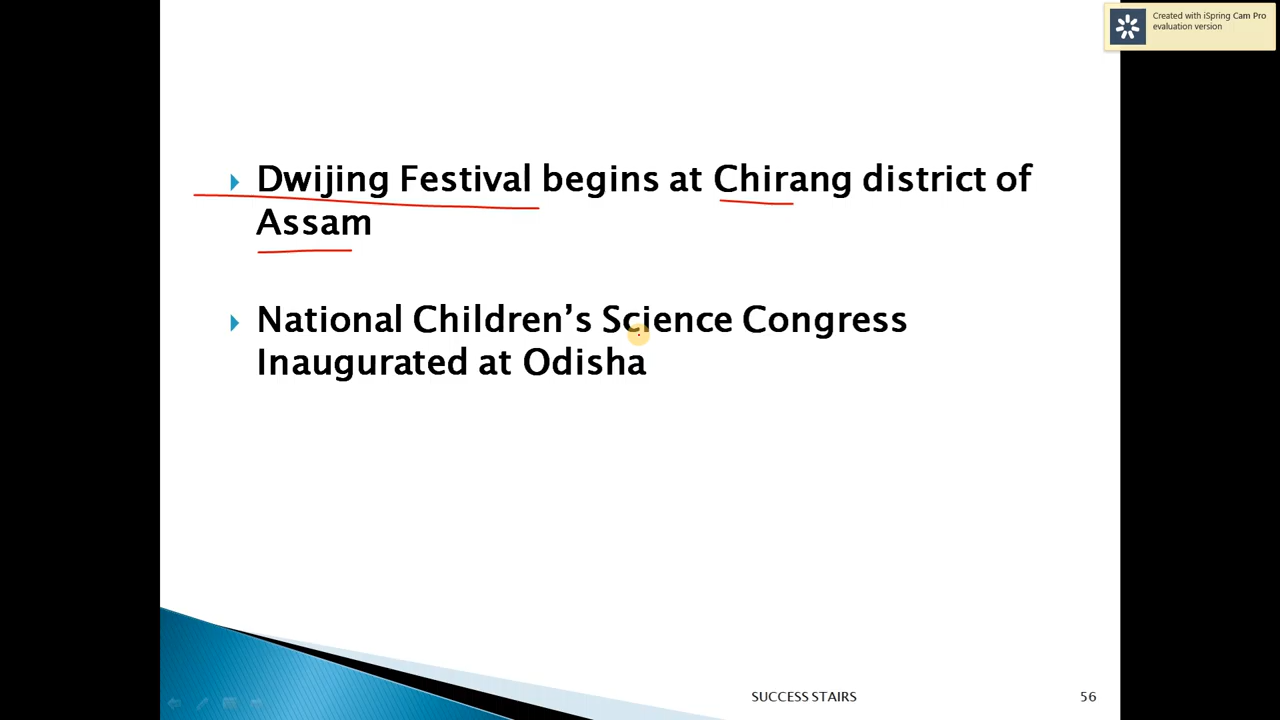 Created with iSpring Cam Pro
evaluation version
Dwijing Festival begins at Chirang district of
Assam
National Children’s Science Congress
Inaugurated at Odisha
SUCCESS STAIRS
56